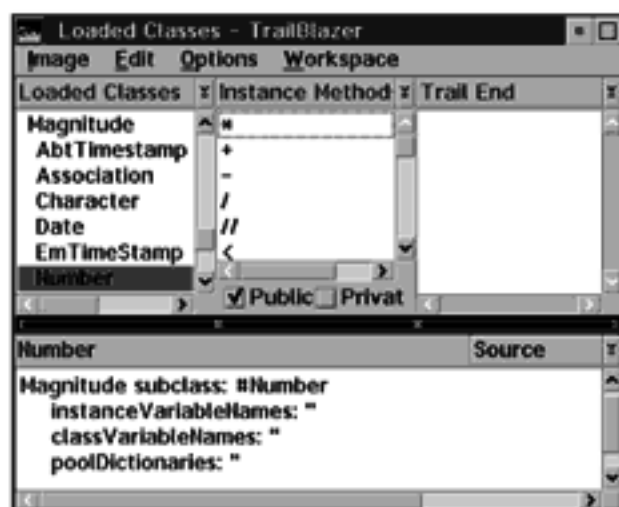 Loaded Classes - TrailBlazer
Image Edit Options Workspace
Loaded Classes Instance Method Trail End
Magnitude
AbtTimestamp
Association
Character
Date
EmTimeStamp
Number
*
+
-
/
//
<
Public Privat
Number Source
Magnitude subclass: #Number
instanceVariableNames: ''
classVariableNames: ''
poolDictionaries: ''